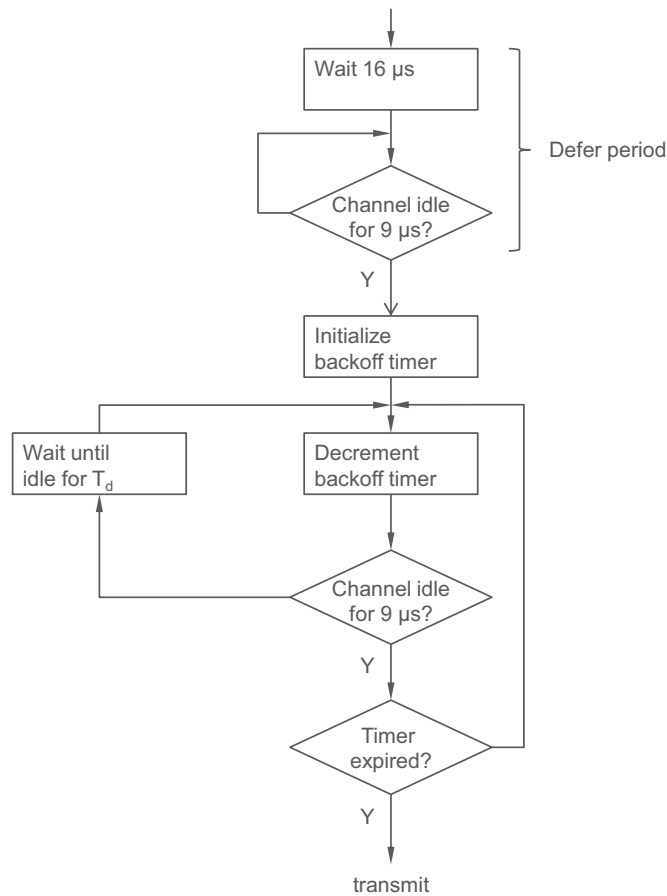 Wait 16 µs
Defer period
Channel idle
for 9 µs?
Y
Initialize
backoff timer
Wait until
idle for Td
Decrement
backoff timer
Channel idle
for 9 µs?
Y
Timer
expired?
Y
transmit